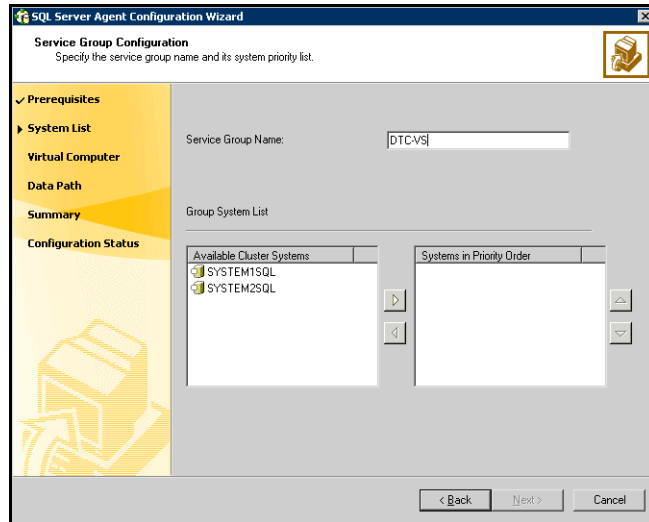 SQL Server Agent Configuration Wizard
Service Group Configuration
Specify the service group name and its system priority list.
Prerequisites
System List
Virtual Computer
Data Path
Summary
Configuration Status
Service Group Name:
DTC-VS
Group System List
Available Cluster Systems
Systems in Priority Order
SYSTEM1SQL
SYSTEM2SQL
< Back
Next >
Cancel